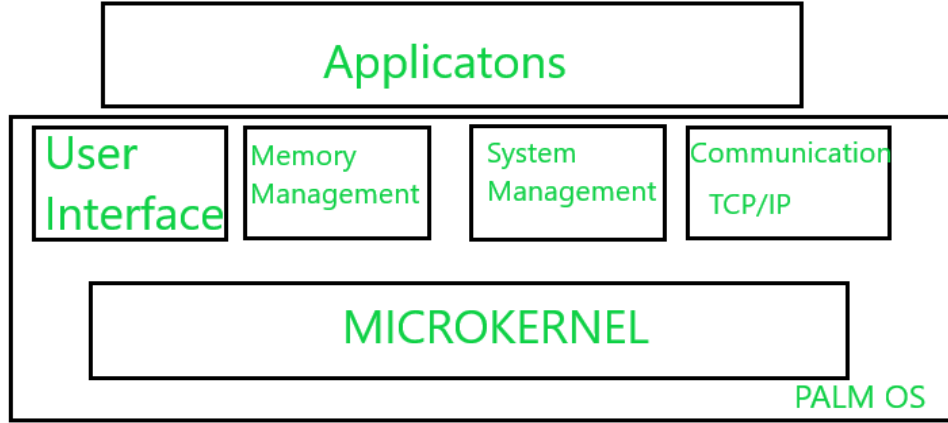 Applicatons
User
Interface
Memory
Management
System
Management
Communication
TCP/IP
MICROKERNEL
PALM OS